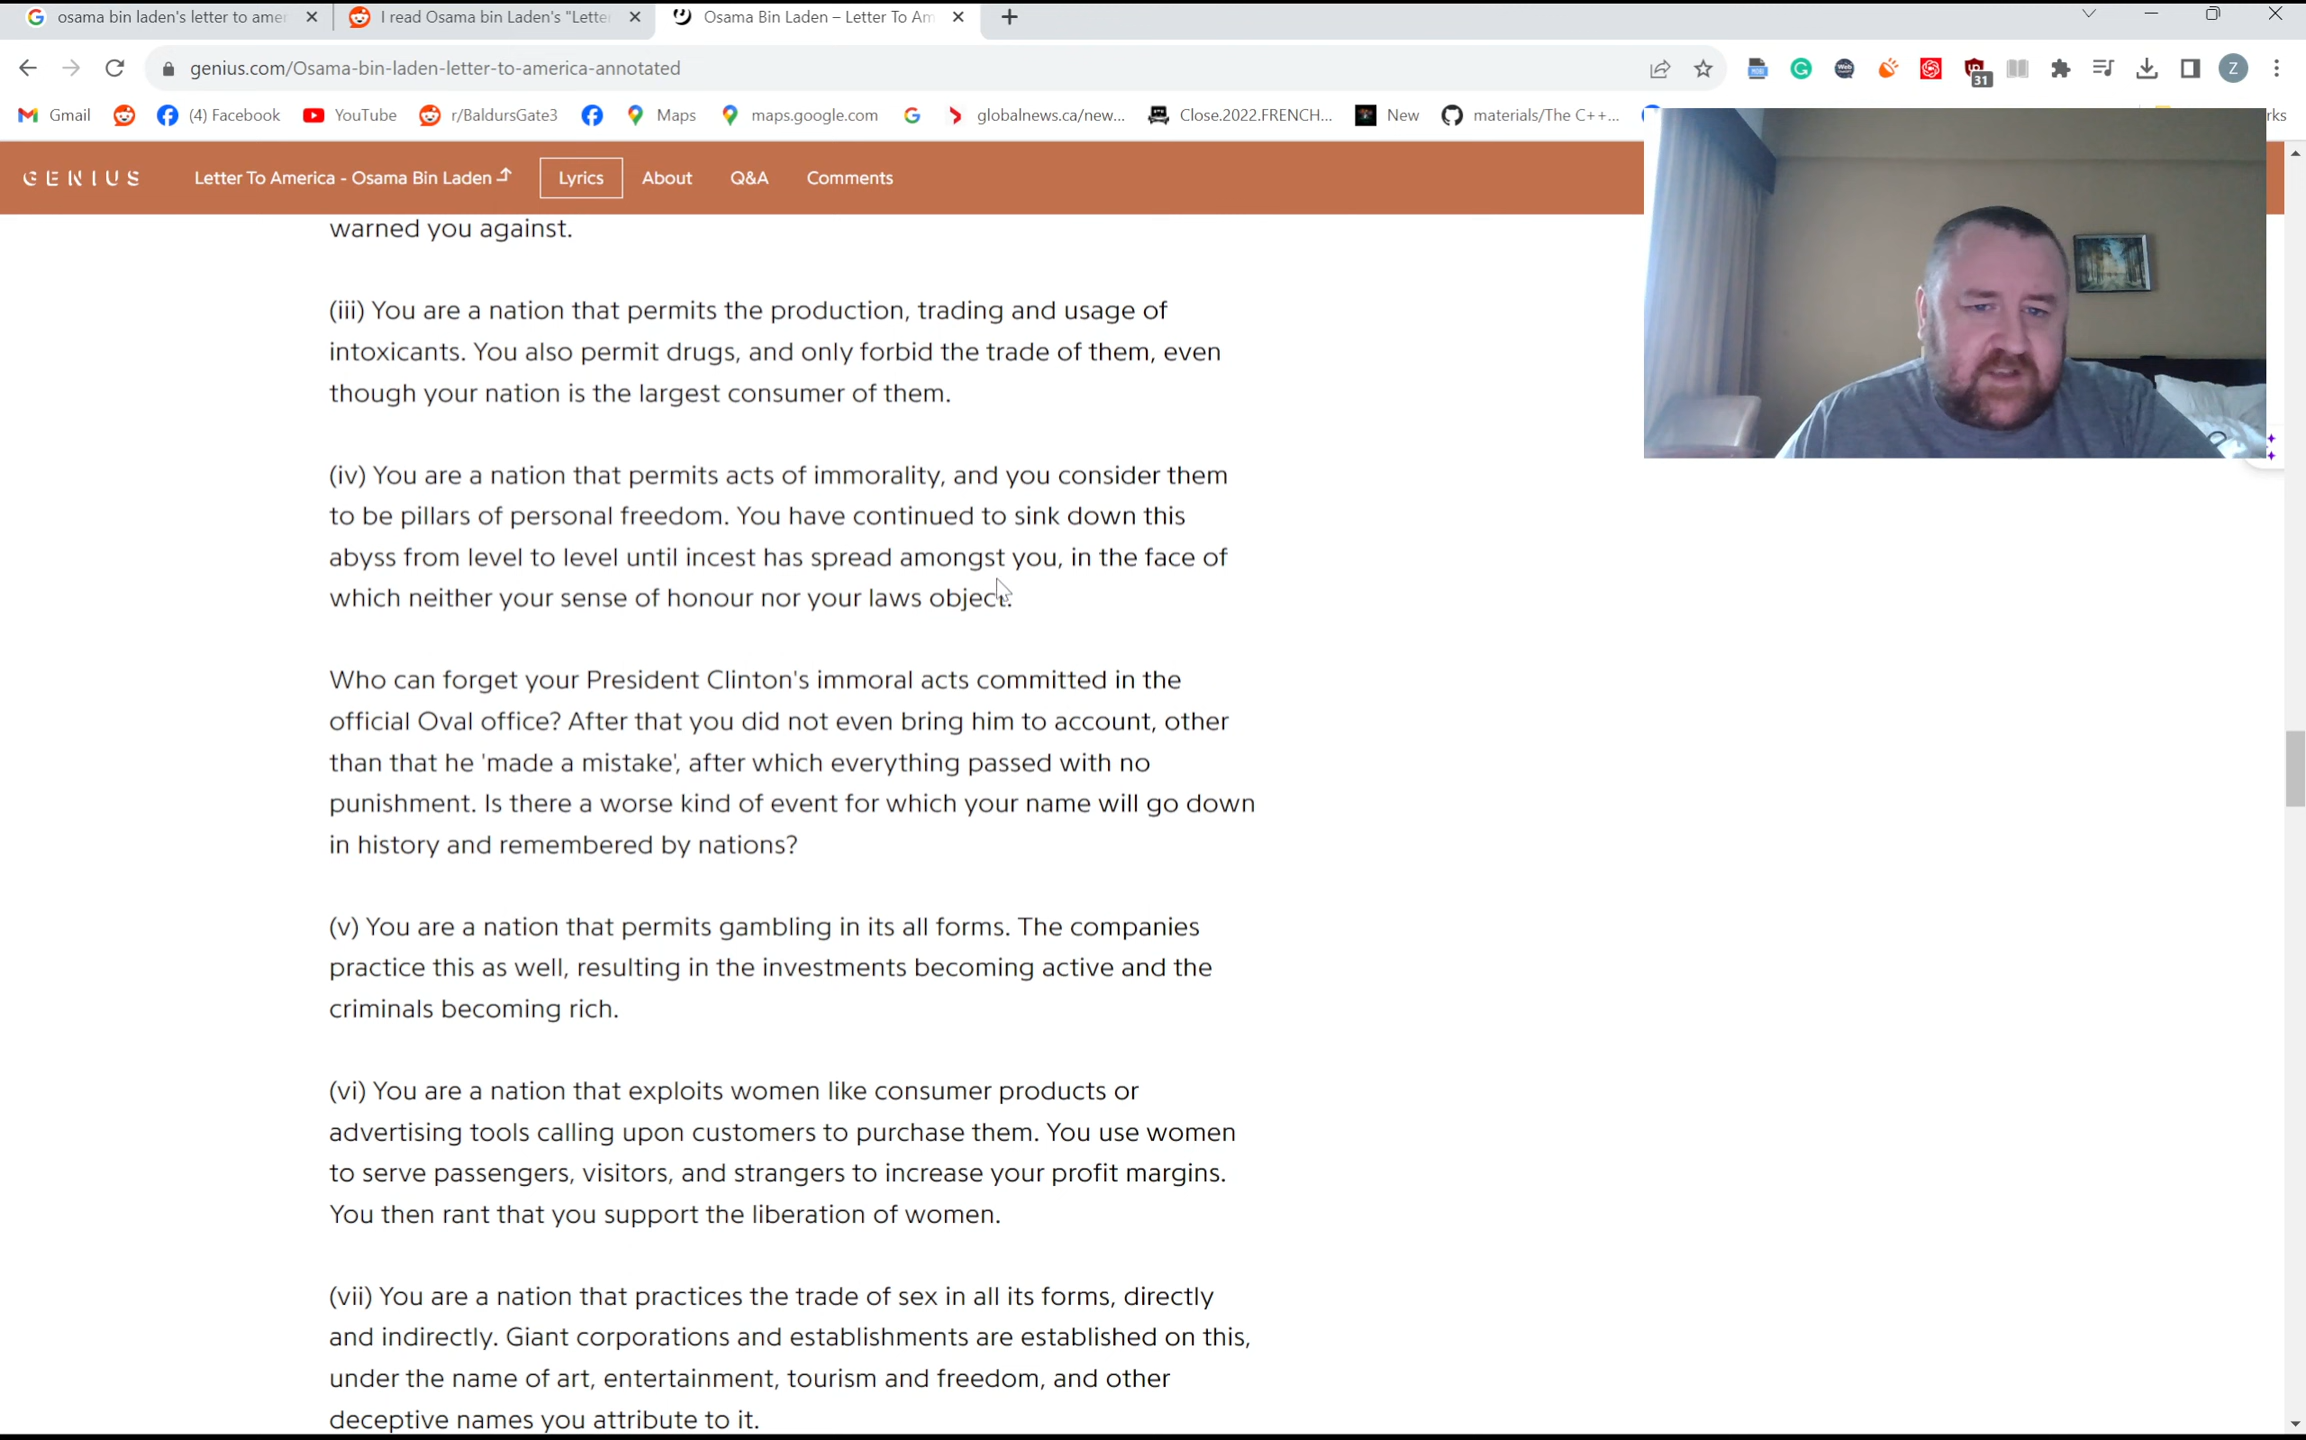 osama bin laden's letter to amer
I read Osama bin Laden's "Letter
Osama Bin Laden – Letter To Am
genius.com/Osama-bin-laden-letter-to-america-annotated
31
Z
Gmail
(4) Facebook
YouTube
r/BaldursGate3
Maps
maps.google.com
globalnews.ca/new...
Close.2022.FRENCH...
New
materials/The C++...
rks
GENIUS
Letter To America - Osama Bin Laden
Lyrics
About
Q&A
Comments
warned you against.
(iii) You are a nation that permits the production, trading and usage of
intoxicants. You also permit drugs, and only forbid the trade of them, even
though your nation is the largest consumer of them.
(iv) You are a nation that permits acts of immorality, and you consider them
to be pillars of personal freedom. You have continued to sink down this
abyss from level to level until incest has spread amongst you, in the face of
which neither your sense of honour nor your laws object.
Who can forget your President Clinton's immoral acts committed in the
official Oval office? After that you did not even bring him to account, other
than that he 'made a mistake', after which everything passed with no
punishment. Is there a worse kind of event for which your name will go down
in history and remembered by nations?
(v) You are a nation that permits gambling in its all forms. The companies
practice this as well, resulting in the investments becoming active and the
criminals becoming rich.
(vi) You are a nation that exploits women like consumer products or
advertising tools calling upon customers to purchase them. You use women
to serve passengers, visitors, and strangers to increase your profit margins.
You then rant that you support the liberation of women.
(vii) You are a nation that practices the trade of sex in all its forms, directly
and indirectly. Giant corporations and establishments are established on this,
under the name of art, entertainment, tourism and freedom, and other
deceptive names you attribute to it.